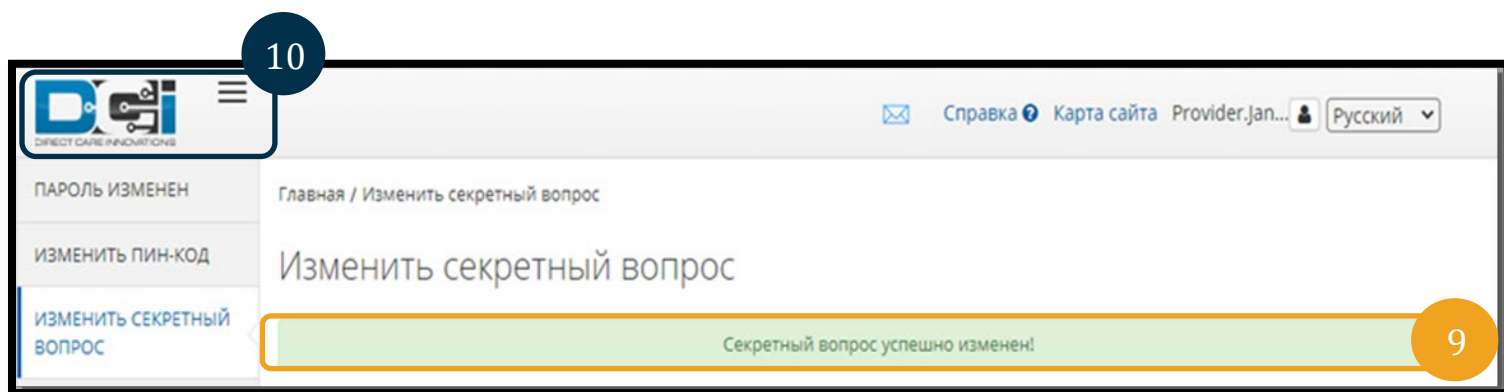 10
DCI
DIRECT CARE INNOVATIONS
Справка ? Карта сайта Provider.Jan... Русский
ПАРОЛЬ ИЗМЕНЕН
Главная / Изменить секретный вопрос
ИЗМЕНИТЬ ПИН-КОД
Изменить секретный вопрос
ИЗМЕНИТЬ СЕКРЕТНЫЙ
ВОПРОС
Секретный вопрос успешно изменен!
9